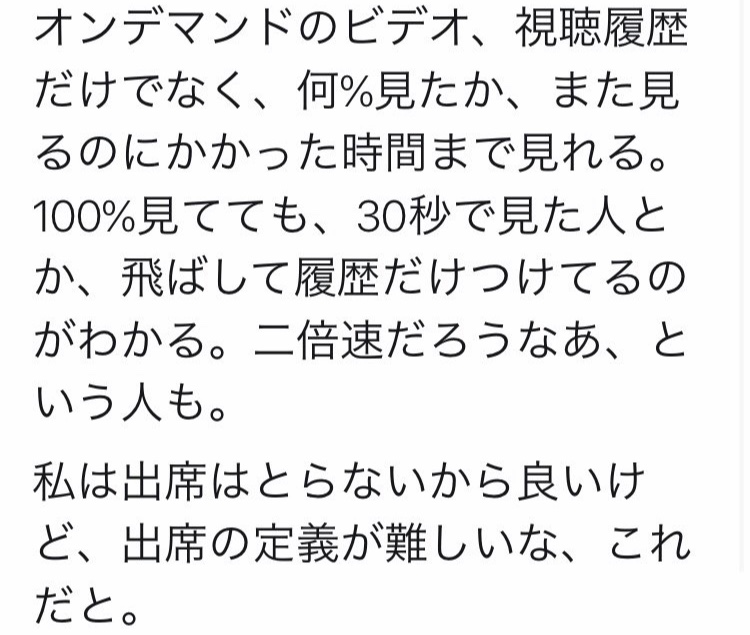 オンデマンドのビデオ、視聴履歴
だけでなく、何%見たか、また見
るのにかかった時間まで見れる。
100%見てても、30秒で見た人と
か、飛ばして履歴だけつけてるの
がわかる。二倍速だろうなあ、と
いう人も。
私は出席はとらないから良いけ
ど、出席の定義が難しいな、これ
だと。